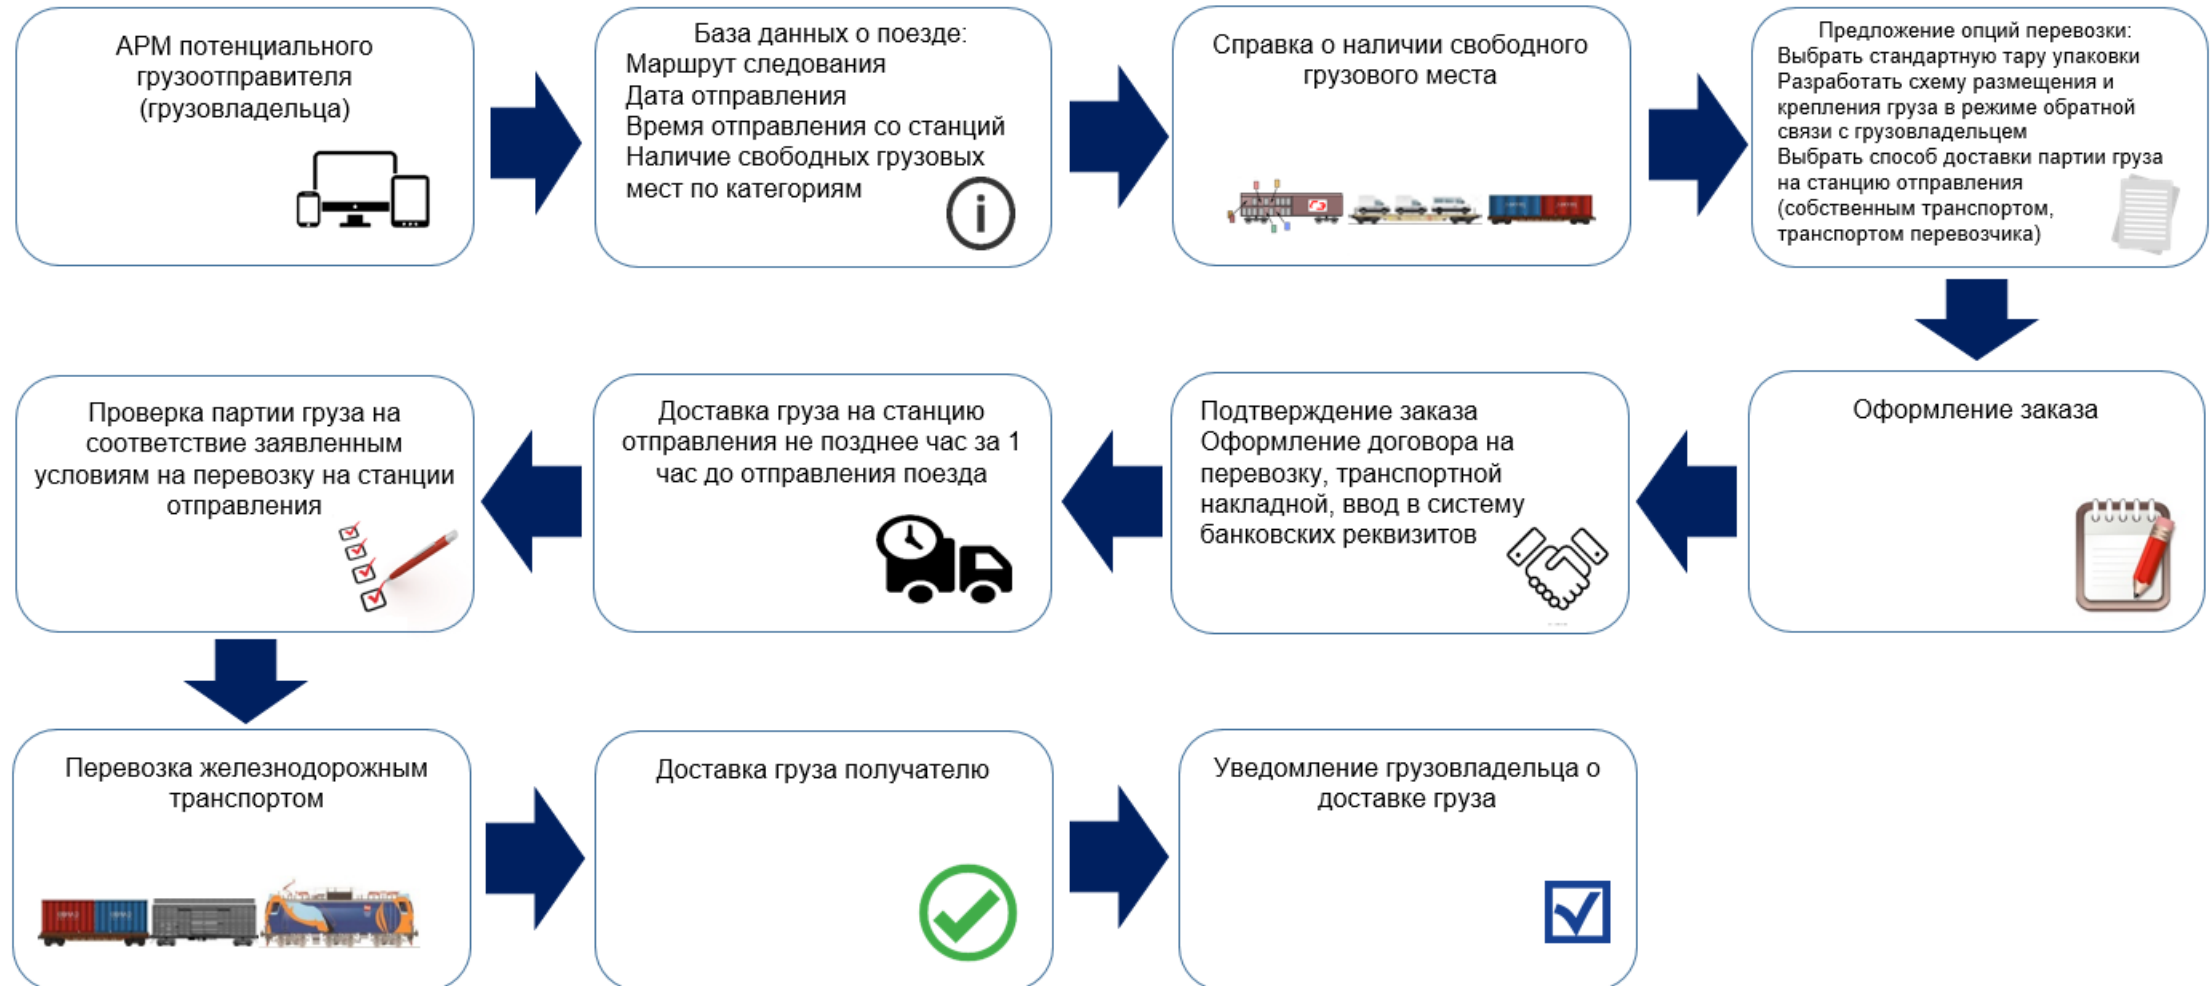 АРМ потенциального
грузоотправителя
(грузовладельца)
База данных о поезде:
Маршрут следования
Дата отправления
Время отправления со станций
Наличие свободных грузовых
мест по категориям
Справка о наличии свободного
грузового места
Предложение опций перевозки:
Выбрать стандартную тару упаковки
Разработать схему размещения и
крепления груза в режиме обратной
связи с грузовладельцем
Выбрать способ доставки партии груза
на станцию отправления
(собственным транспортом,
транспортом перевозчика)
Оформление заказа
Подтверждение заказа
Оформление договора на
перевозку, транспортной
накладной, ввод в систему
банковских реквизитов
Доставка груза на станцию
отправления не позднее час за 1
час до отправления поезда
Проверка партии груза на
соответствие заявленным
условиям на перевозку на станции
отправления
Перевозка железнодорожным
транспортом
Доставка груза получателю
Уведомление грузовладельца о
доставке груза